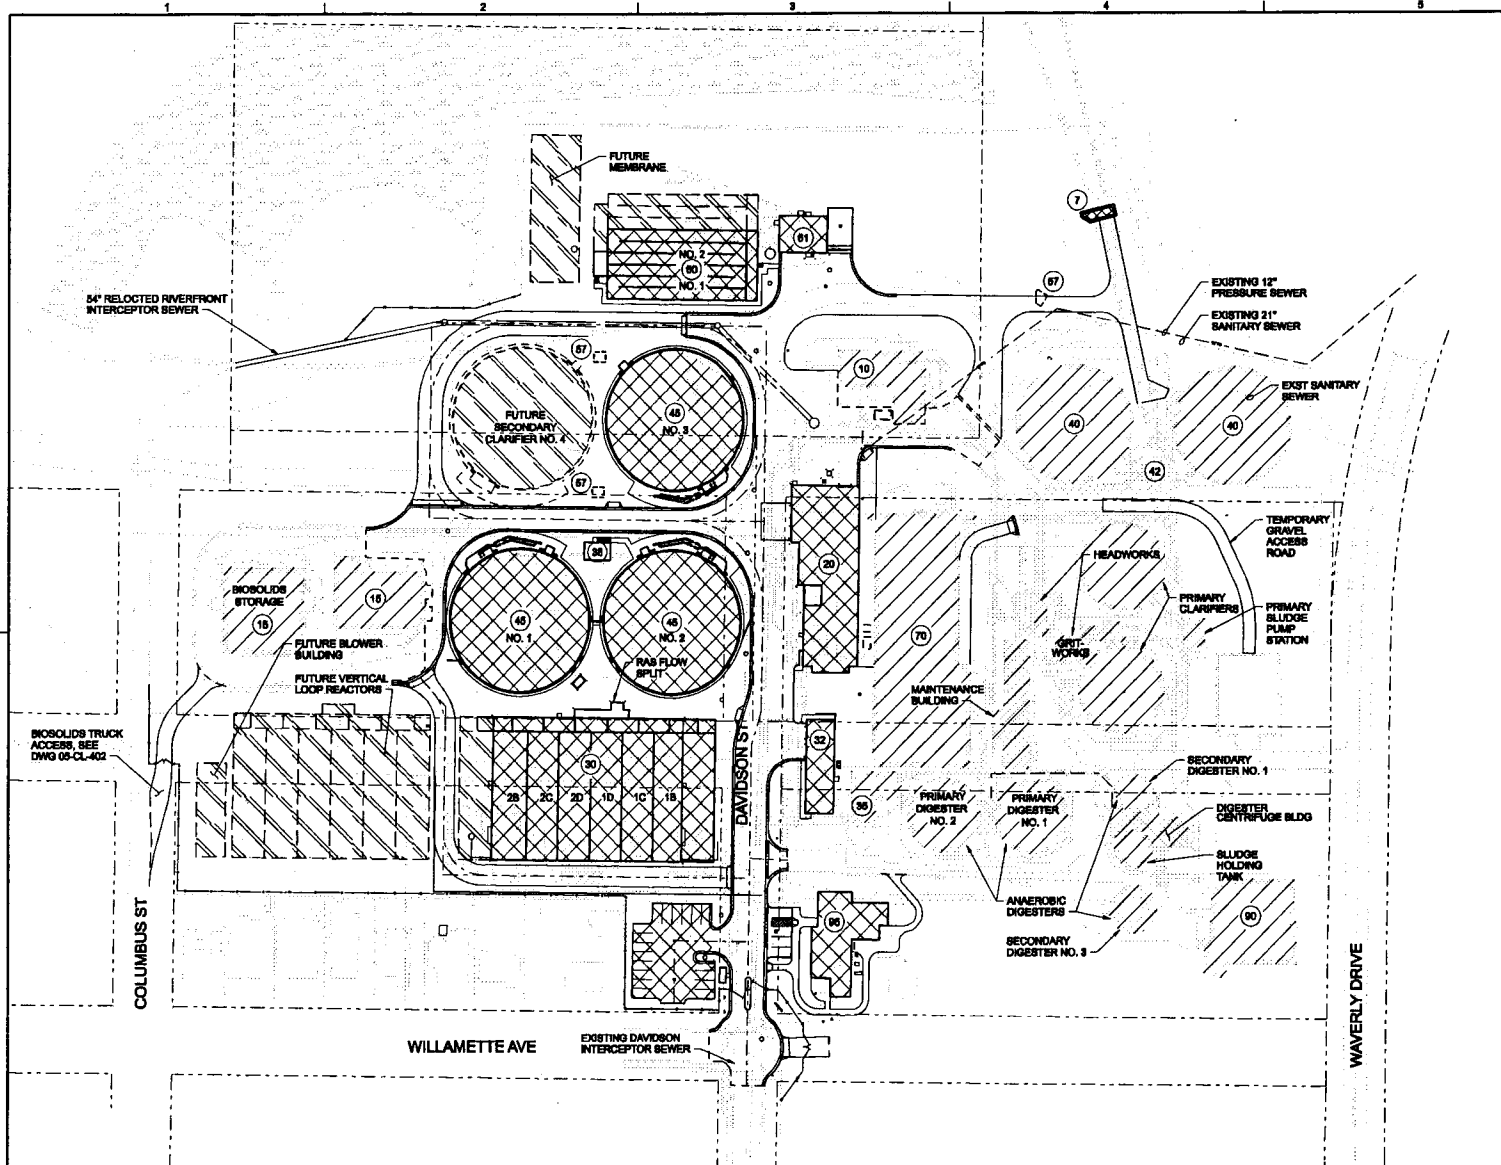 1
2
3
4
5
FUTURE
MEMBRANE
7
61
NO. 2
60
NO. 1
57
EXISTING 12"
PRESSURE SEWER
54" RELOCTED RIVERFRONT
INTERCEPTOR SEWER
EXISTING 21"
SANITARY SEWER
57
10
EXST SANITARY
SEWER
FUTURE
SECONDARY
CLARIFIER NO. 4
45
NO. 3
40
40
42
57
TEMPORARY
GRAVEL
ACCESS
ROAD
38
HEADWORKS
20
BIOSOLIDS
STORAGE
15
15
PRIMARY
CLARIFIERS
PRIMARY
SLUDGE
PUMP
STATION
45
NO. 1
45
NO. 2
70
GRIT-
WORKS
FUTURE BLOWER
BUILDING
RAS FLOW
SPLIT
FUTURE VERTICAL
LOOP REACTORS
MAINTENANCE
BUILDING
BIOSOLIDS TRUCK
ACCESS, SEE
DWG 05-CL-402
32
DAVIDSON ST
30
SECONDARY
DIGESTER NO. 1
2B
2C
2D
1D
1C
1B
35
PRIMARY
DIGESTER
NO. 2
PRIMARY
DIGESTER
NO. 1
DIGESTER
CENTRIFUGE BLDG
SLUDGE
HOLDING
TANK
ANAEROBIC
DIGESTERS
90
95
SECONDARY
DIGESTER NO. 3
COLUMBUS ST
WAVERLY DRIVE
WILLAMETTE AVE
EXISTING DAVIDSON
INTERCEPTOR SEWER